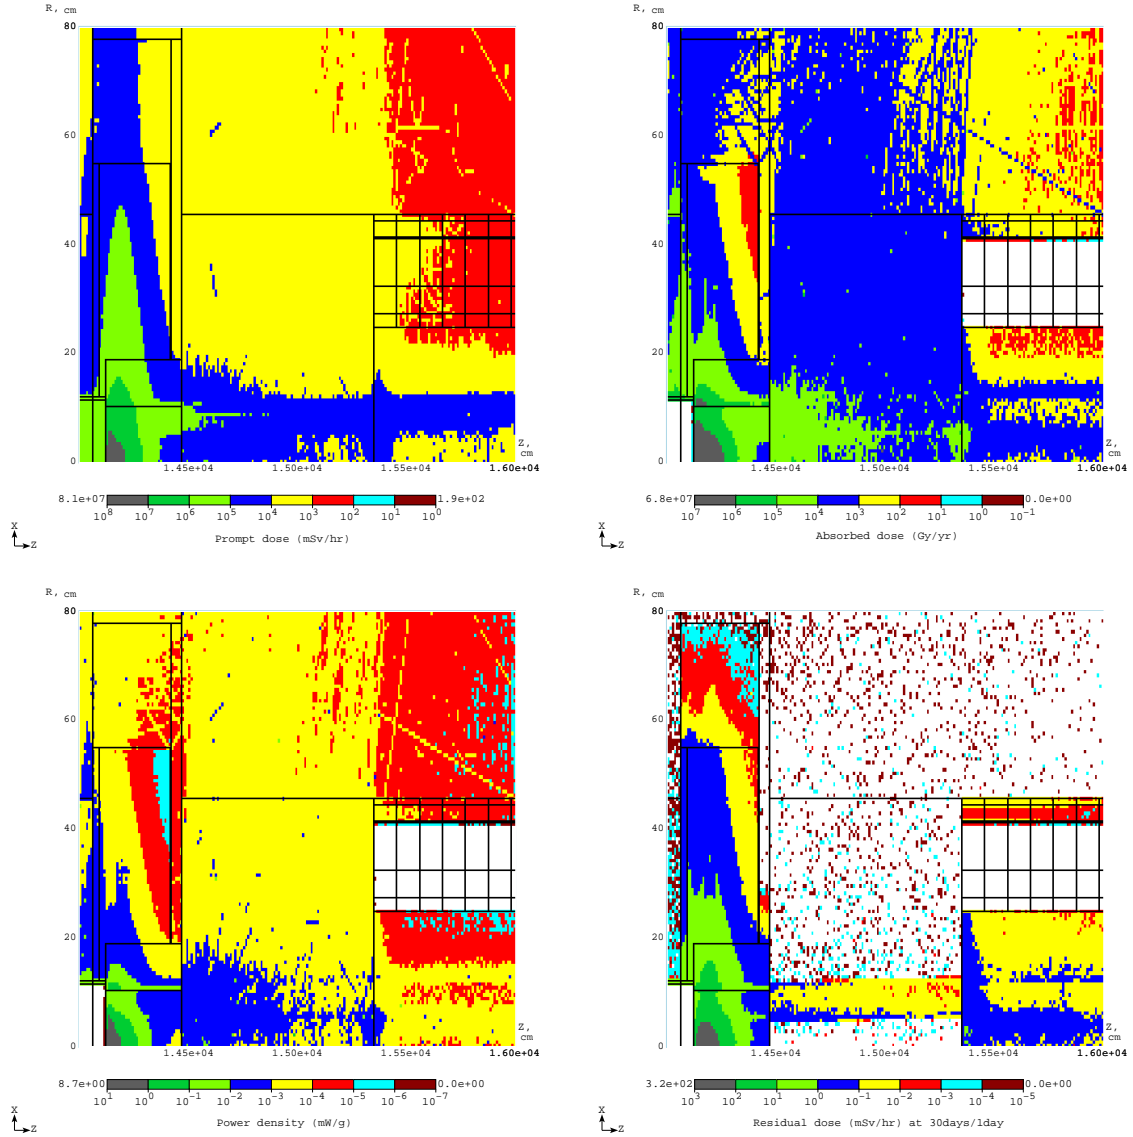 R, cm
80
60
40
20
0
Z, cm
1.45e+04 1.50e+04 1.55e+04 1.60e+04
8.1e+07 1.9e+02
10^8 10^7 10^6 10^5 10^4 10^3 10^2 10^1 10^0
Prompt dose (mSv/hr)
X
Z
R, cm
80
60
40
20
0
Z, cm
1.45e+04 1.50e+04 1.55e+04 1.60e+04
6.8e+07 0.0e+00
10^7 10^6 10^5 10^4 10^3 10^2 10^1 10^0 10^-1
Absorbed dose (Gy/yr)
X
Z
R, cm
80
60
40
20
0
Z, cm
1.45e+04 1.50e+04 1.55e+04 1.60e+04
8.7e+00 0.0e+00
10^1 10^0 10^-1 10^-2 10^-3 10^-4 10^-5 10^-6 10^-7
Power density (mW/g)
X
Z
R, cm
80
60
40
20
0
Z, cm
1.45e+04 1.50e+04 1.55e+04 1.60e+04
3.2e+02 0.0e+00
10^3 10^2 10^1 10^0 10^-1 10^-2 10^-3 10^-4 10^-5
Residual dose (mSv/hr) at 30days/1day
X
Z